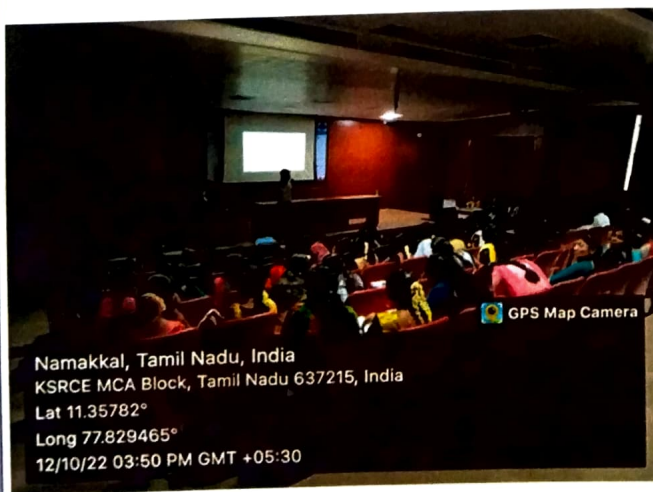 GPS Map Camera
Namakkal, Tamil Nadu, India
KSRCE MCA Block, Tamil Nadu 637215, India
Lat 11.35782°
Long 77.829465°
12/10/22 03:50 PM GMT +05:30